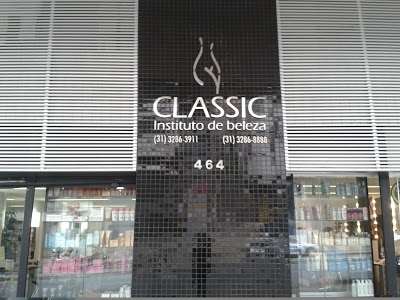 CLASSIC
Instituto de beleza
(31) 3286-3911 (31) 3286-8888
464